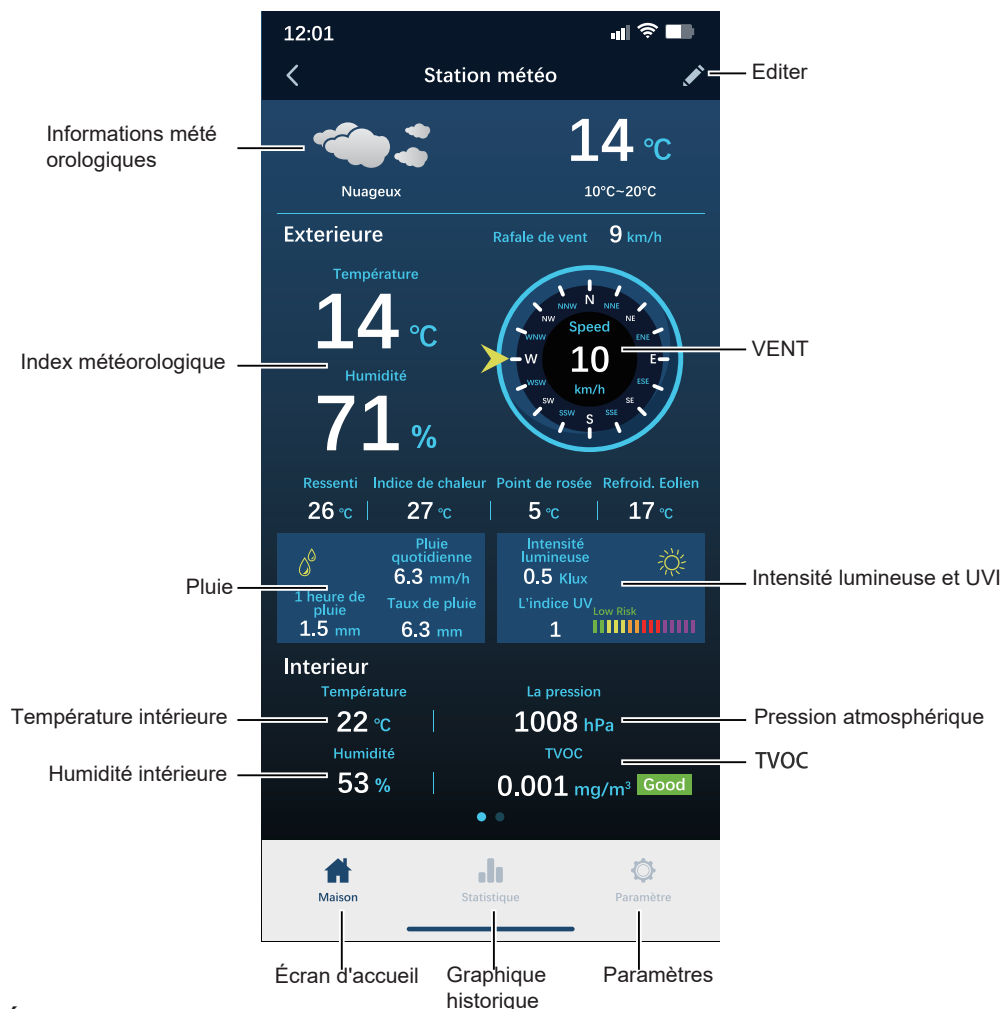 12:01
Station météo
Editer
Informations mété
orologiques
14 °C
Nuageux
10°C~20°C
Exterieure
Rafale de vent 9 km/h
Température
14 °C
Index météorologique
Humidité
71 %
N
NNE
NE
ENE
E
ESE
SE
SSE
S
SSW
SW
WSW
W
WNW
NW
NNW
Speed
10
km/h
VENT
Ressenti Indice de chaleur Point de rosée Refroid. Eolien
26 °C 27 °C 5 °C 17 °C
Pluie
Pluie
quotidienne
6.3 mm/h
1 heure de
pluie
1.5 mm
Taux de pluie
6.3 mm
Intensité
lumineuse
0.5 Klux
L'indice UV
1
Low Risk
Intensité lumineuse et UVI
Interieur
Température
22 °C
Température intérieure
La pression
1008 hPa
Pression atmosphérique
Humidité
53 %
Humidité intérieure
TVOC
0.001 mg/m³ Good
TVOC
Maison Statistique Paramètre
Écran d'accueil
Graphique
historique
Paramètres